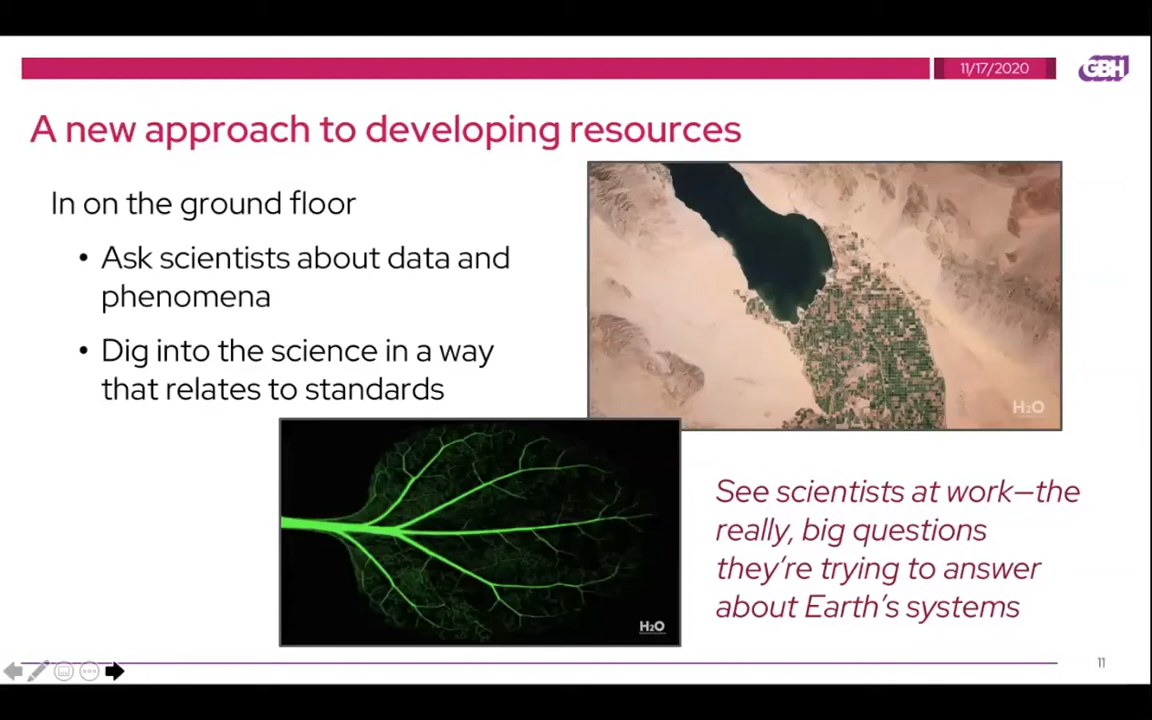 11/17/2020
GBH
A new approach to developing resources
In on the ground floor
• Ask scientists about data and
phenomena
• Dig into the science in a way
that relates to standards
H2O
H2O
See scientists at work—the
really, big questions
they're trying to answer
about Earth's systems
11